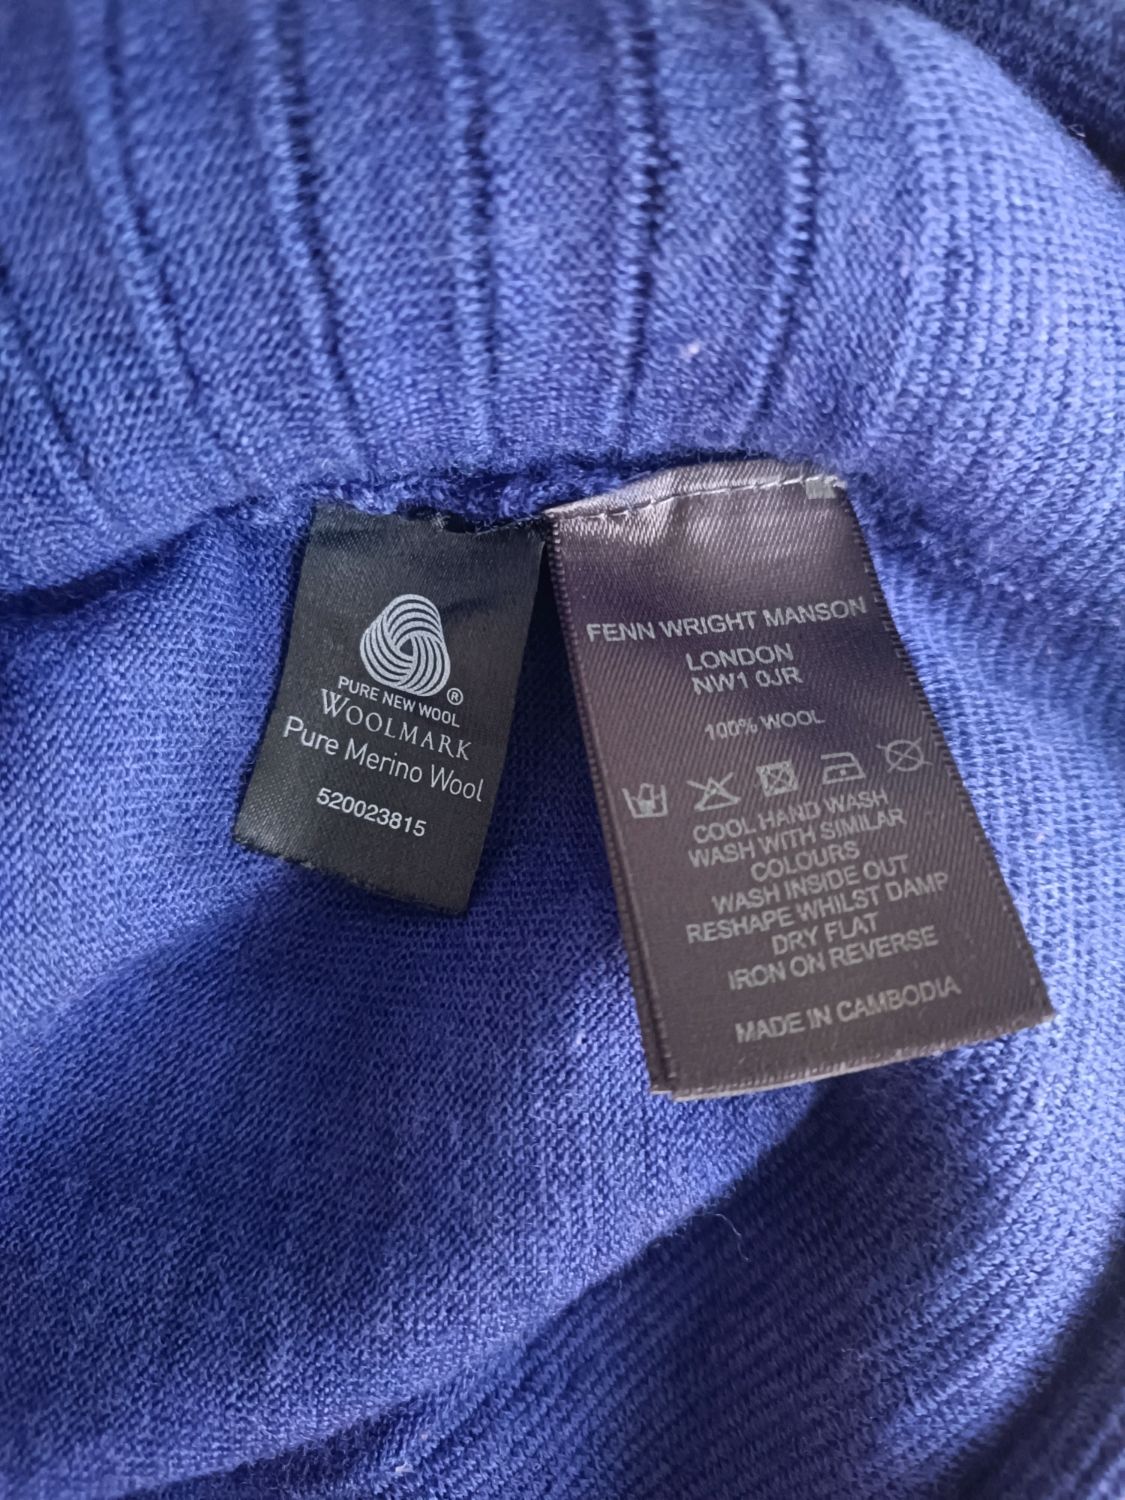 PURE NEW WOOL ®
WOOLMARK
Pure Merino Wool
520023815
FENN WRIGHT MANSON
LONDON
NW1 0JR
100% WOOL
COOL HAND WASH
WASH WITH SIMILAR
COLOURS
WASH INSIDE OUT
RESHAPE WHILST DAMP
DRY FLAT
IRON ON REVERSE
MADE IN CAMBODIA